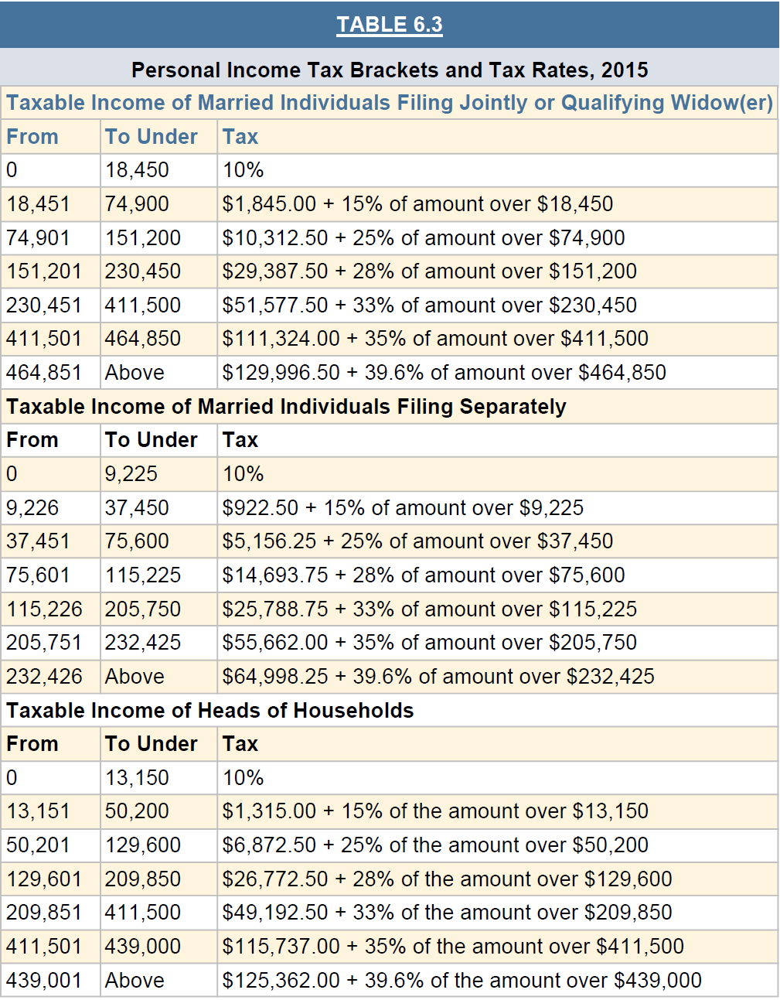 TABLE 6.3
Personal Income Tax Brackets and Tax Rates, 2015
Taxable Income of Married Individuals Filing Jointly or Qualifying Widow(er)
From To Under Tax
0 18,450 10%
18,451 74,900 $1,845.00 + 15% of amount over $18,450
74,901 151,200 $10,312.50 + 25% of amount over $74,900
151,201 230,450 $29,387.50 + 28% of amount over $151,200
230,451 411,500 $51,577.50 + 33% of amount over $230,450
411,501 464,850 $111,324.00 + 35% of amount over $411,500
464,851 Above $129,996.50 + 39.6% of amount over $464,850
Taxable Income of Married Individuals Filing Separately
From To Under Tax
0 9,225 10%
9,226 37,450 $922.50 + 15% of amount over $9,225
37,451 75,600 $5,156.25 + 25% of amount over $37,450
75,601 115,225 $14,693.75 + 28% of amount over $75,600
115,226 205,750 $25,788.75 + 33% of amount over $115,225
205,751 232,425 $55,662.00 + 35% of amount over $205,750
232,426 Above $64,998.25 + 39.6% of amount over $232,425
Taxable Income of Heads of Households
From To Under Tax
0 13,150 10%
13,151 50,200 $1,315.00 + 15% of the amount over $13,150
50,201 129,600 $6,872.50 + 25% of the amount over $50,200
129,601 209,850 $26,772.50 + 28% of the amount over $129,600
209,851 411,500 $49,192.50 + 33% of the amount over $209,850
411,501 439,000 $115,737.00 + 35% of the amount over $411,500
439,001 Above $125,362.00 + 39.6% of the amount over $439,000